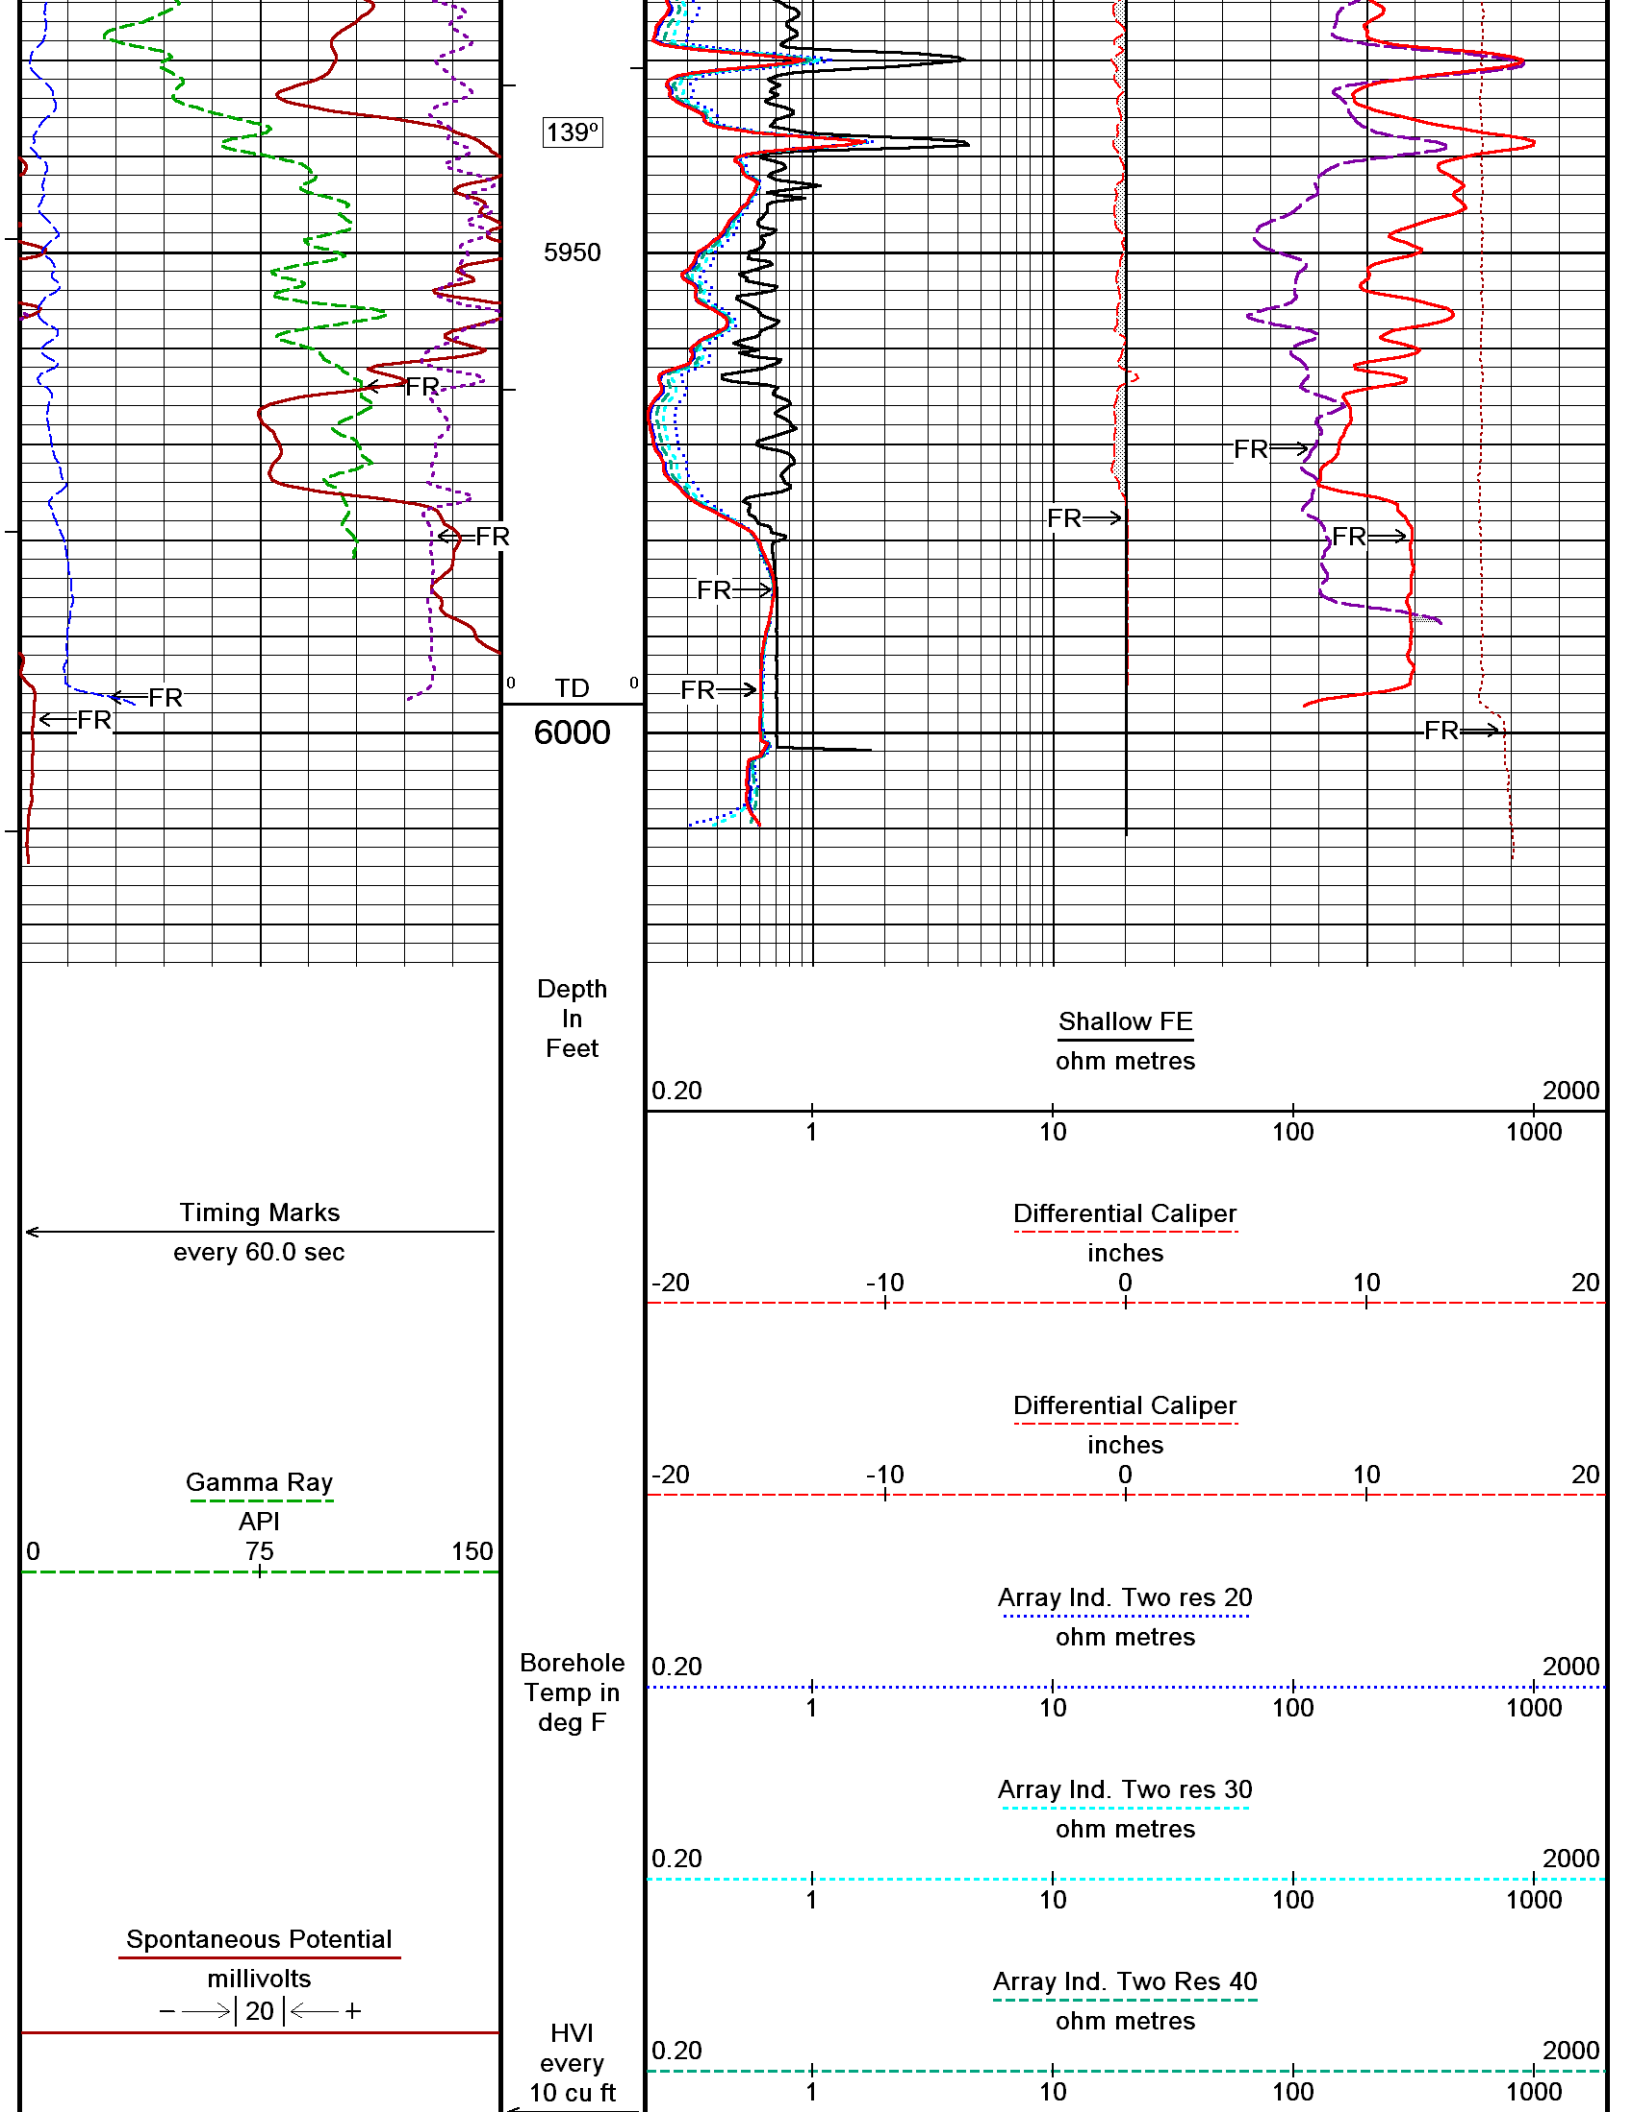 139º
5950
FR
FR
FR
FR
FR
FR
FR
0 TD 0
FR
FR
FR
6000
FR
Depth
In
Feet
Shallow FE
ohm metres
0.20 2000
1 10 100 1000
Timing Marks
every 60.0 sec
Differential Caliper
inches
-20 -10 0 10 20
Differential Caliper
inches
-20 -10 0 10 20
Gamma Ray
API
0 75 150
Array Ind. Two res 20
ohm metres
0.20 2000
1 10 100 1000
Borehole
Temp in
deg F
Array Ind. Two res 30
ohm metres
0.20 2000
1 10 100 1000
Spontaneous Potential
millivolts
− 20 +
Array Ind. Two Res 40
ohm metres
0.20 2000
1 10 100 1000
HVI
every
10 cu ft